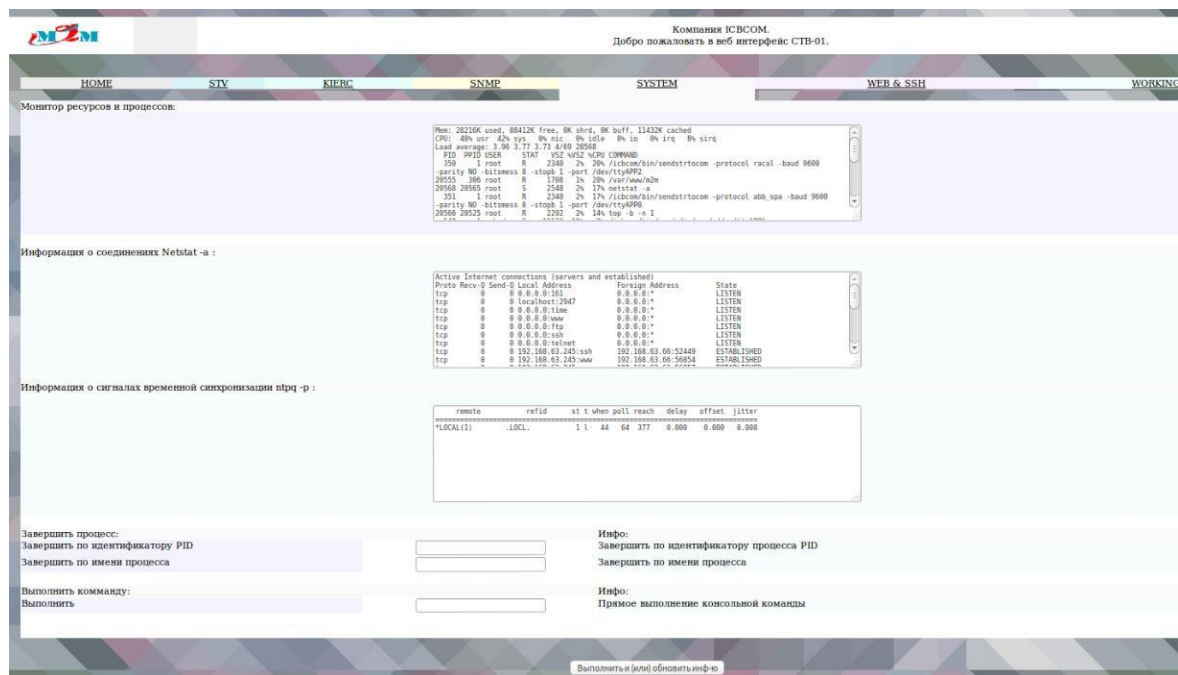 iM2M
Компания ICBCOM.
Добро пожаловать в веб интерфейс СТВ-01.
HOME STV KIERC SNMP SYSTEM WEB & SSH WORKING
Монитор ресурсов и процессов:
Mem: 28216K used, 88412K free, 0K shrd, 0K buff, 11432K cached
CPU: 48% usr 42% sys 0% nic 0% idle 0% io 0% irq 8% sirq
Load average: 3.96 3.77 3.73 4/69 20568
PID PPID USER STAT VSZ %VSZ %CPU COMMAND
350 1 root R 2340 2% 20% /icbcom/bin/sendstrtocom -protocol racal -baud 9600
-parity NO -bitsmess 8 -stopb 1 -port /dev/ttyAPP2
20555 306 root R 1708 1% 20% /var/www/m2m
20568 20565 root S 2548 2% 17% netstat -a
351 1 root R 2340 2% 17% /icbcom/bin/sendstrtocom -protocol abb_spa -baud 9600
-parity NO -bitsmess 8 -stopb 1 -port /dev/ttyAPP0
20566 20525 root R 2292 2% 14% top -b -n 1
Информация о соединениях Netstat -a :
Active Internet connections (servers and established)
Proto Recv-Q Send-Q Local Address Foreign Address State
tcp 0 0 0.0.0.0:161 0.0.0.0:* LISTEN
tcp 0 0 localhost:2947 0.0.0.0:* LISTEN
tcp 0 0 0.0.0.0:time 0.0.0.0:* LISTEN
tcp 0 0 0.0.0.0:www 0.0.0.0:* LISTEN
tcp 0 0 0.0.0.0:ftp 0.0.0.0:* LISTEN
tcp 0 0 0.0.0.0:ssh 0.0.0.0:* LISTEN
tcp 0 0 0.0.0.0:telnet 0.0.0.0:* LISTEN
tcp 0 0 192.168.63.245:ssh 192.168.63.66:52449 ESTABLISHED
tcp 0 0 192.168.63.245:www 192.168.63.66:56854 ESTABLISHED
Информация о сигналах временной синхронизации ntpq -p :
remote refid st t when poll reach delay offset jitter
==============================================================================
*LOCAL(1) .LOCL. 1 l 44 64 377 0.000 0.000 0.008
Завершить процесс: Инфо:
Завершить по идентификатору PID Завершить по идентификатору процесса PID
Завершить по имени процесса Завершить по имени процесса
Выполнить комманду: Инфо:
Выполнить Прямое выполнение консольной команды
Выполнить и (или) обновить инф-ю